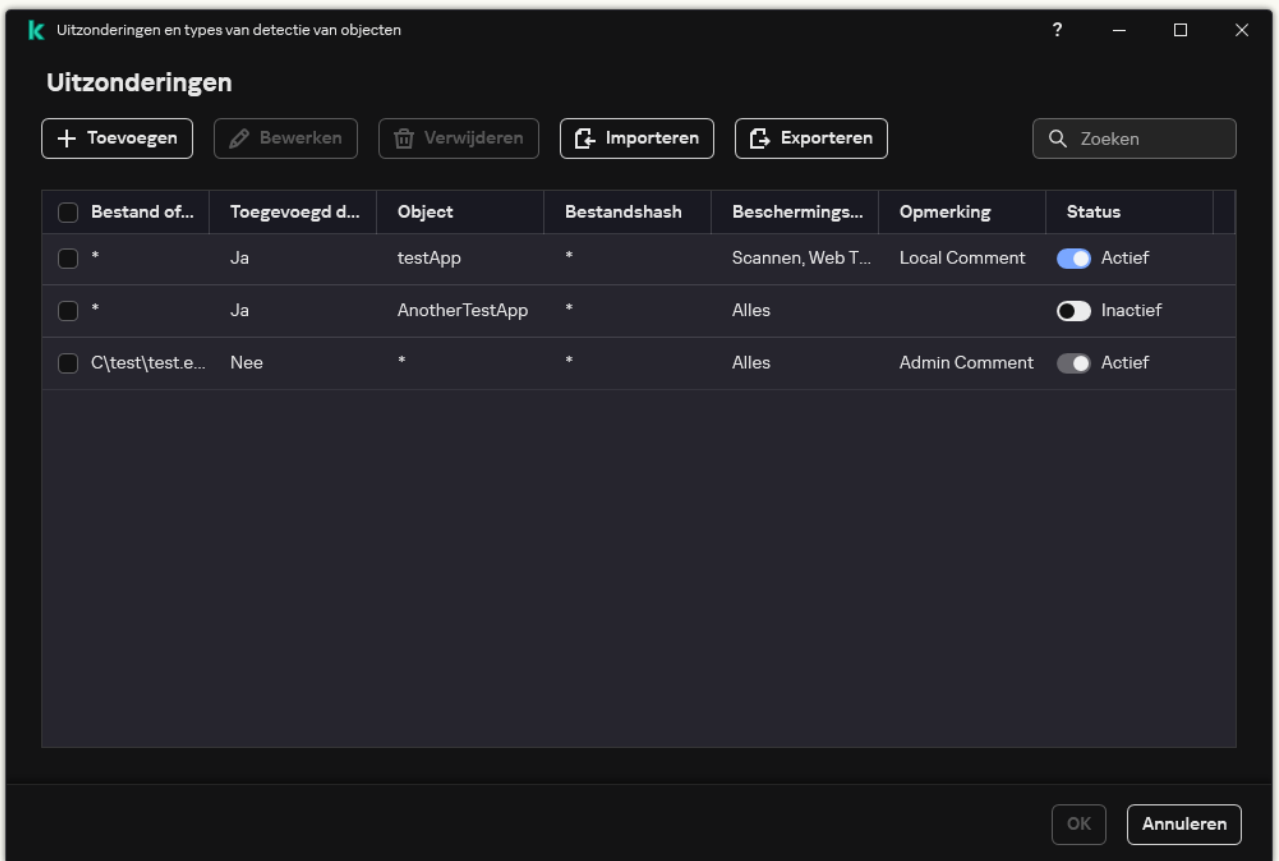 Uitzonderingen en types van detectie van objecten
?
Uitzonderingen
Toevoegen Bewerken Verwijderen Importeren Exporteren Zoeken
Bestand of... Toegevoegd d... Object Bestandshash Beschermings... Opmerking Status
* Ja testApp * Scannen, Web T... Local Comment Actief
* Ja AnotherTestApp * Alles Inactief
C\test\test.e... Nee * * Alles Admin Comment Actief
OK Annuleren